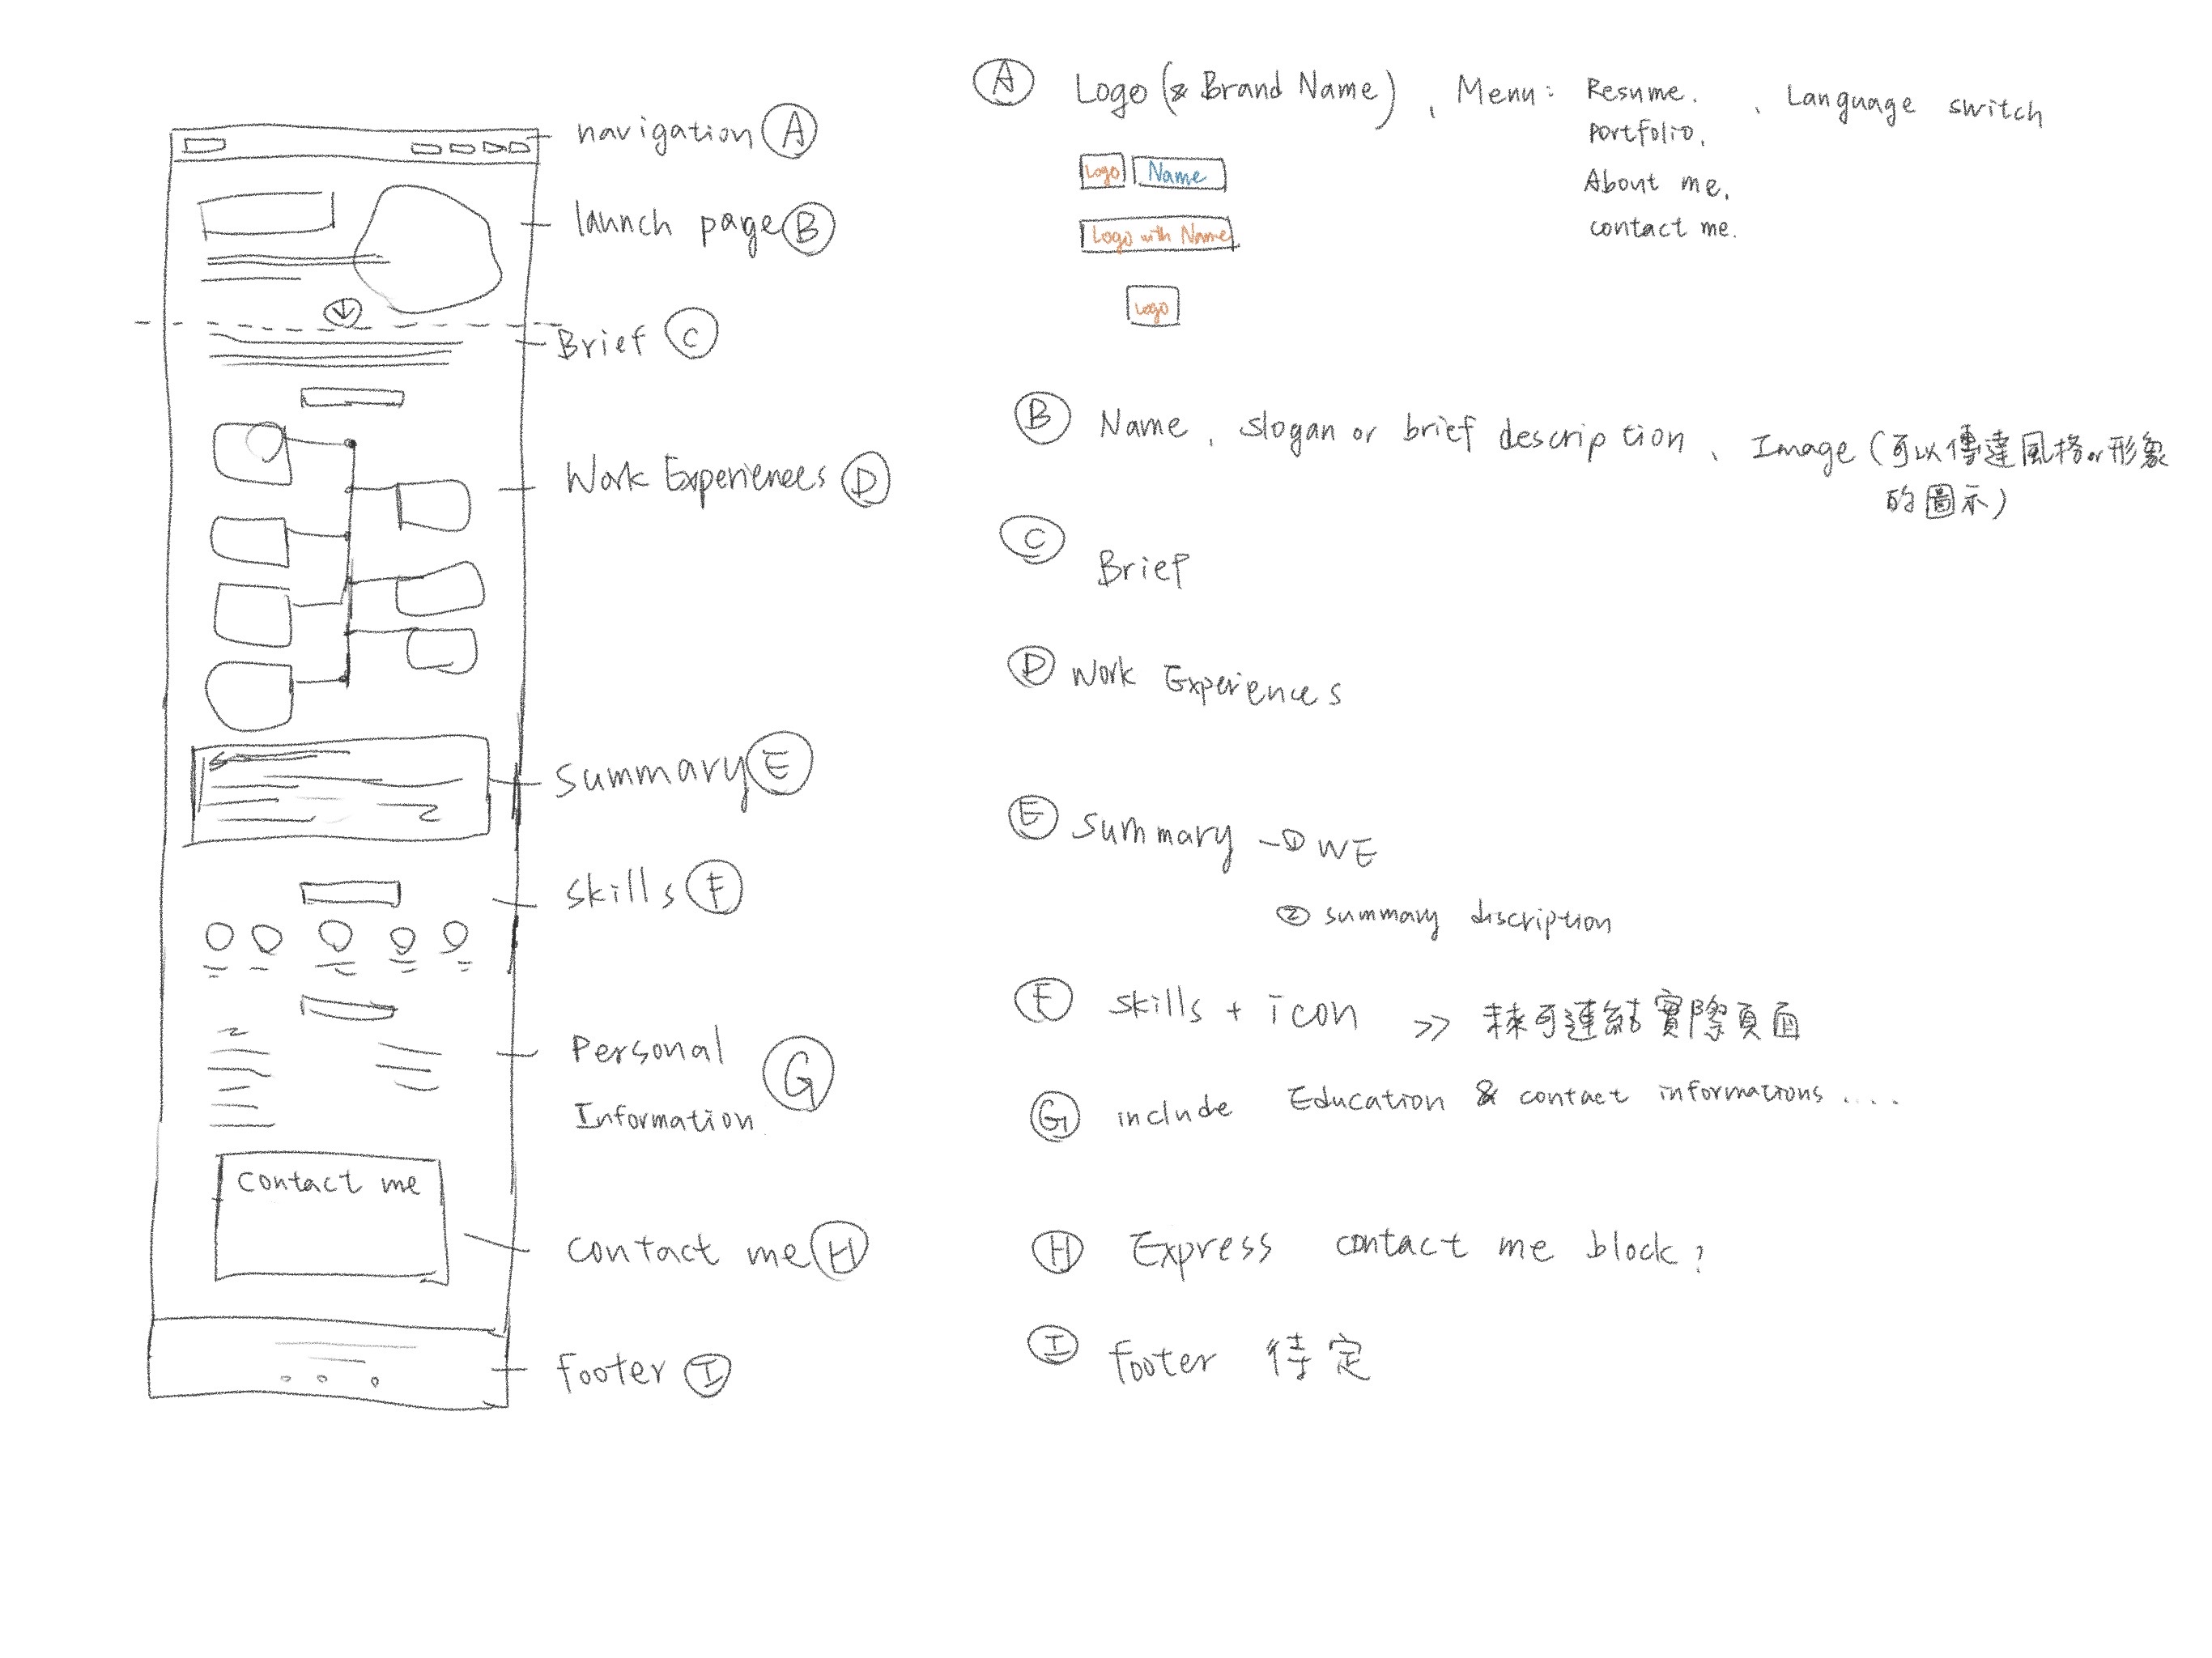 navigation A
launch page B
Brief C
Work Experiences D
Summary E
Skills F
Personal
Information G
contact me
contact me H
footer I
A Logo (& Brand Name)、Menu: Resume. 、Language switch
Portfolio.
About me.
contact me.
Logo Name
Logo with Name
Logo
B Name、slogan or brief description、Image (可以傳達風格or形象
的圖示)
C Brief
D Work Experiences
E Summary - ① WE
② summary discription
F skills + icon >> 未來可連結實際頁面
G include Education & contact informations ....
H Express contact me block?
I footer 待定